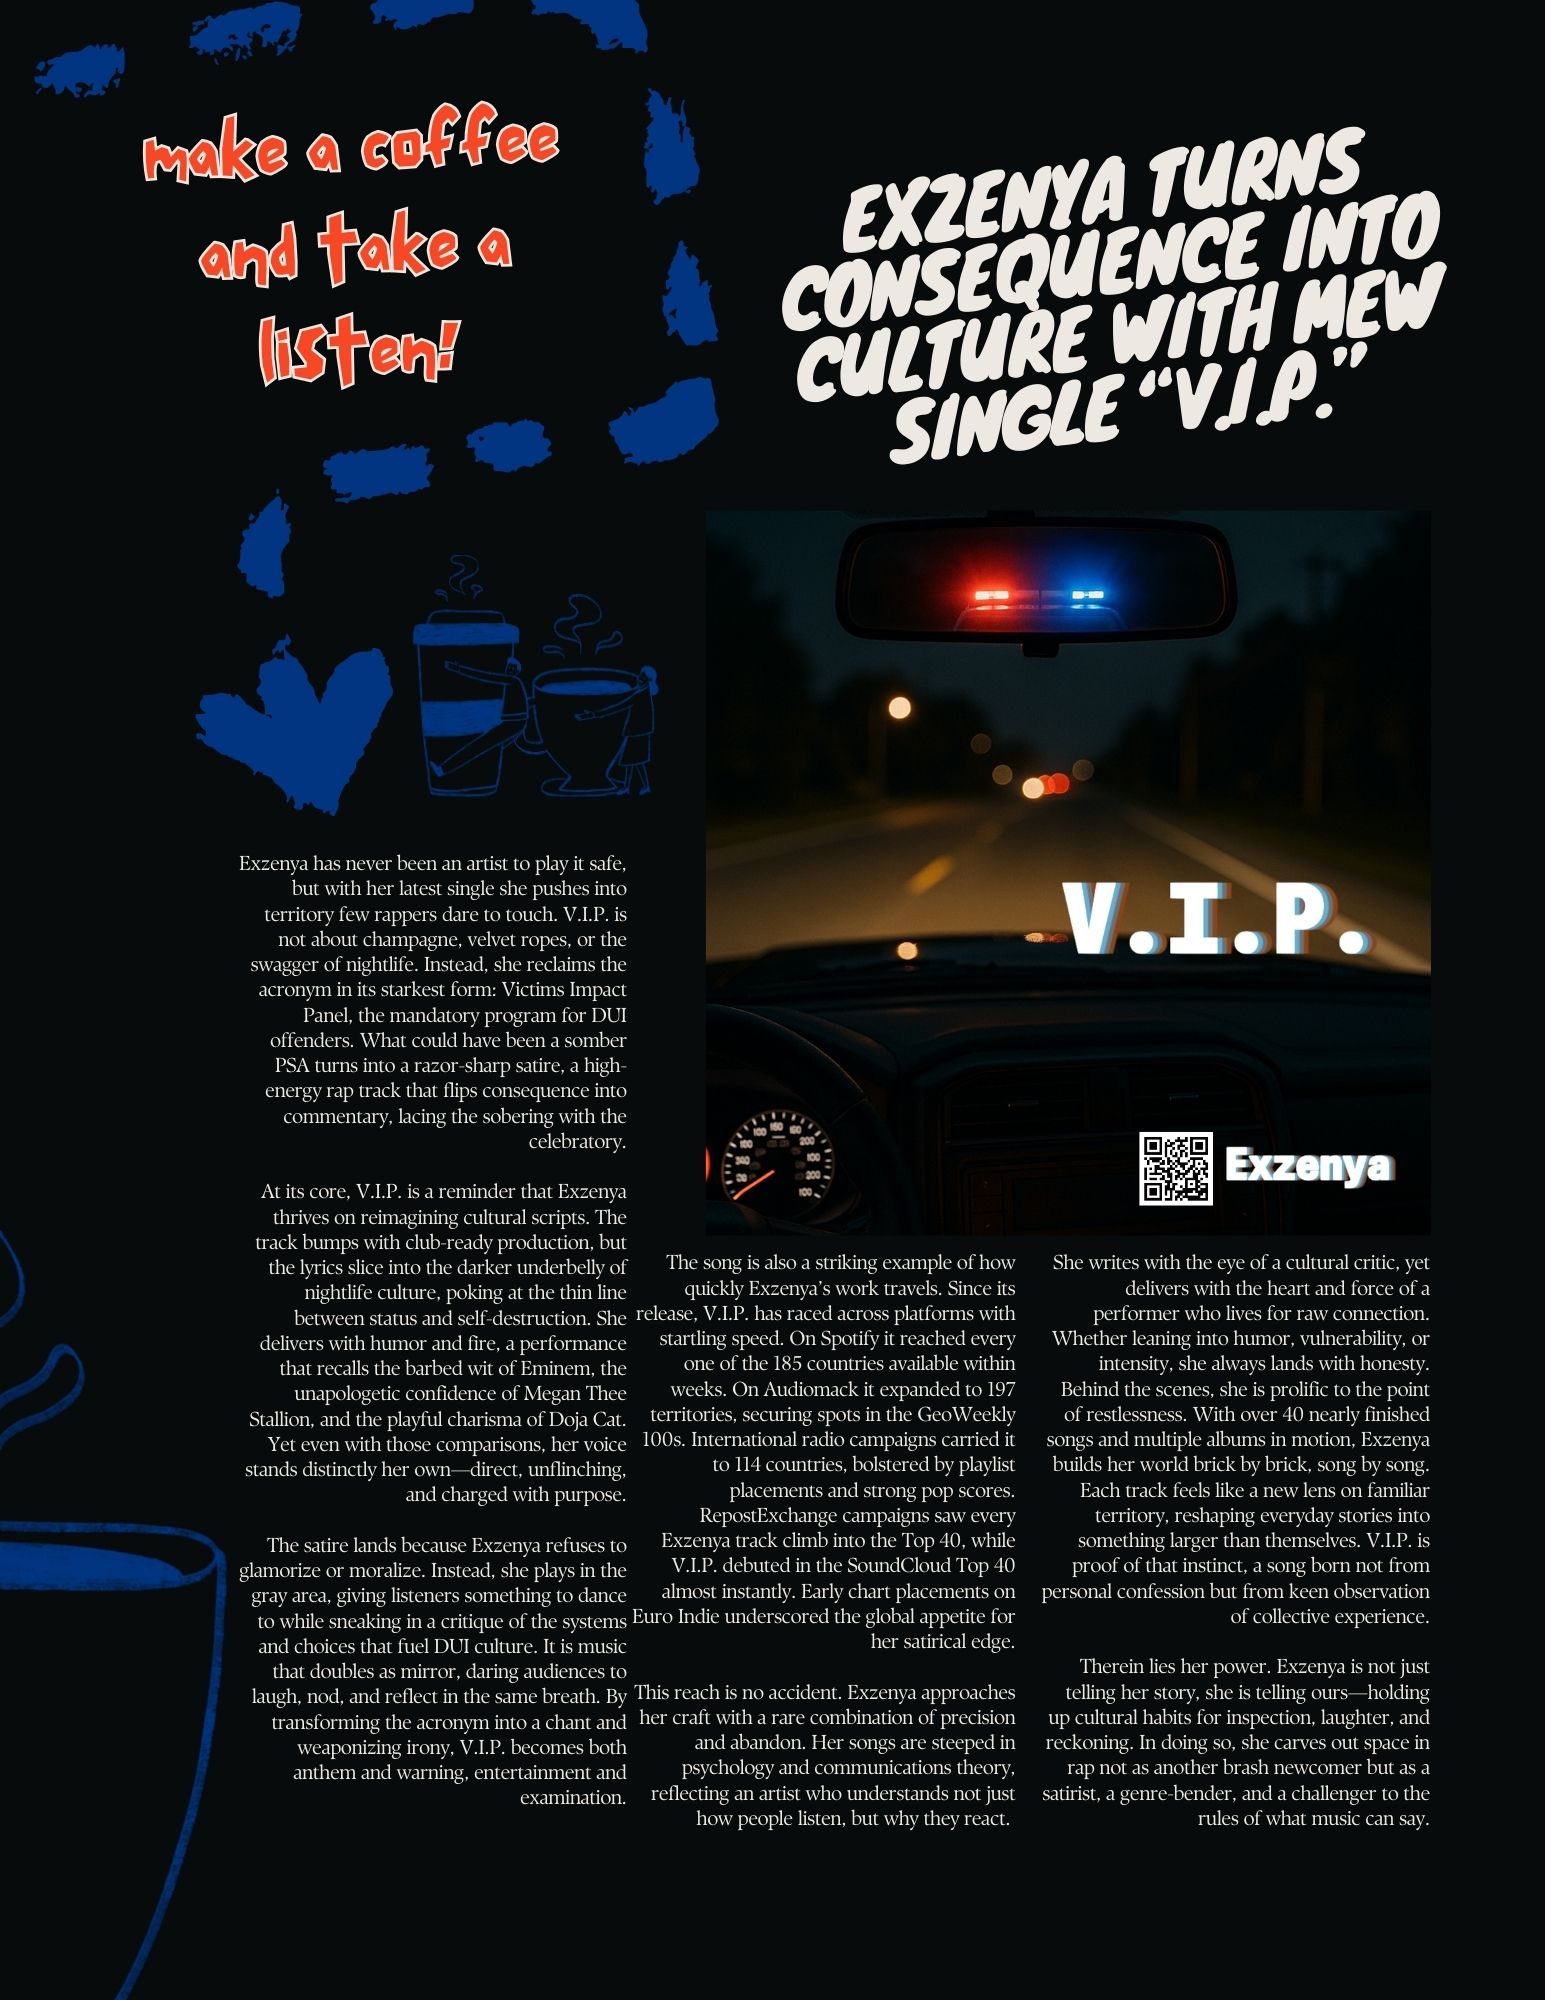 make a coffee
and take a
listen!
EXZENYA TURNS
CONSEQUENCE INTO
CULTURE WITH MEW
SINGLE “V.I.P.”
V.I.P.
Exzenya
Exzenya has never been an artist to play it safe,
but with her latest single she pushes into
territory few rappers dare to touch. V.I.P. is
not about champagne, velvet ropes, or the
swagger of nightlife. Instead, she reclaims the
acronym in its starkest form: Victims Impact
Panel, the mandatory program for DUI
offenders. What could have been a somber
PSA turns into a razor-sharp satire, a high-
energy rap track that flips consequence into
commentary, lacing the sobering with the
celebratory.
At its core, V.I.P. is a reminder that Exzenya
thrives on reimagining cultural scripts. The
track bumps with club-ready production, but
the lyrics slice into the darker underbelly of
nightlife culture, poking at the thin line
between status and self-destruction. She
delivers with humor and fire, a performance
that recalls the barbed wit of Eminem, the
unapologetic confidence of Megan Thee
Stallion, and the playful charisma of Doja Cat.
Yet even with those comparisons, her voice
stands distinctly her own—direct, unflinching,
and charged with purpose.
The satire lands because Exzenya refuses to
glamorize or moralize. Instead, she plays in the
gray area, giving listeners something to dance
to while sneaking in a critique of the systems
and choices that fuel DUI culture. It is music
that doubles as mirror, daring audiences to
laugh, nod, and reflect in the same breath. By
transforming the acronym into a chant and
weaponizing irony, V.I.P. becomes both
anthem and warning, entertainment and
examination.
The song is also a striking example of how
quickly Exzenya’s work travels. Since its
release, V.I.P. has raced across platforms with
startling speed. On Spotify it reached every
one of the 185 countries available within
weeks. On Audiomack it expanded to 197
territories, securing spots in the GeoWeekly
100s. International radio campaigns carried it
to 114 countries, bolstered by playlist
placements and strong pop scores.
RepostExchange campaigns saw every
Exzenya track climb into the Top 40, while
V.I.P. debuted in the SoundCloud Top 40
almost instantly. Early chart placements on
Euro Indie underscored the global appetite for
her satirical edge.
This reach is no accident. Exzenya approaches
her craft with a rare combination of precision
and abandon. Her songs are steeped in
psychology and communications theory,
reflecting an artist who understands not just
how people listen, but why they react.
She writes with the eye of a cultural critic, yet
delivers with the heart and force of a
performer who lives for raw connection.
Whether leaning into humor, vulnerability, or
intensity, she always lands with honesty.
Behind the scenes, she is prolific to the point
of restlessness. With over 40 nearly finished
songs and multiple albums in motion, Exzenya
builds her world brick by brick, song by song.
Each track feels like a new lens on familiar
territory, reshaping everyday stories into
something larger than themselves. V.I.P. is
proof of that instinct, a song born not from
personal confession but from keen observation
of collective experience.
Therein lies her power. Exzenya is not just
telling her story, she is telling ours—holding
up cultural habits for inspection, laughter, and
reckoning. In doing so, she carves out space in
rap not as another brash newcomer but as a
satirist, a genre-bender, and a challenger to the
rules of what music can say.